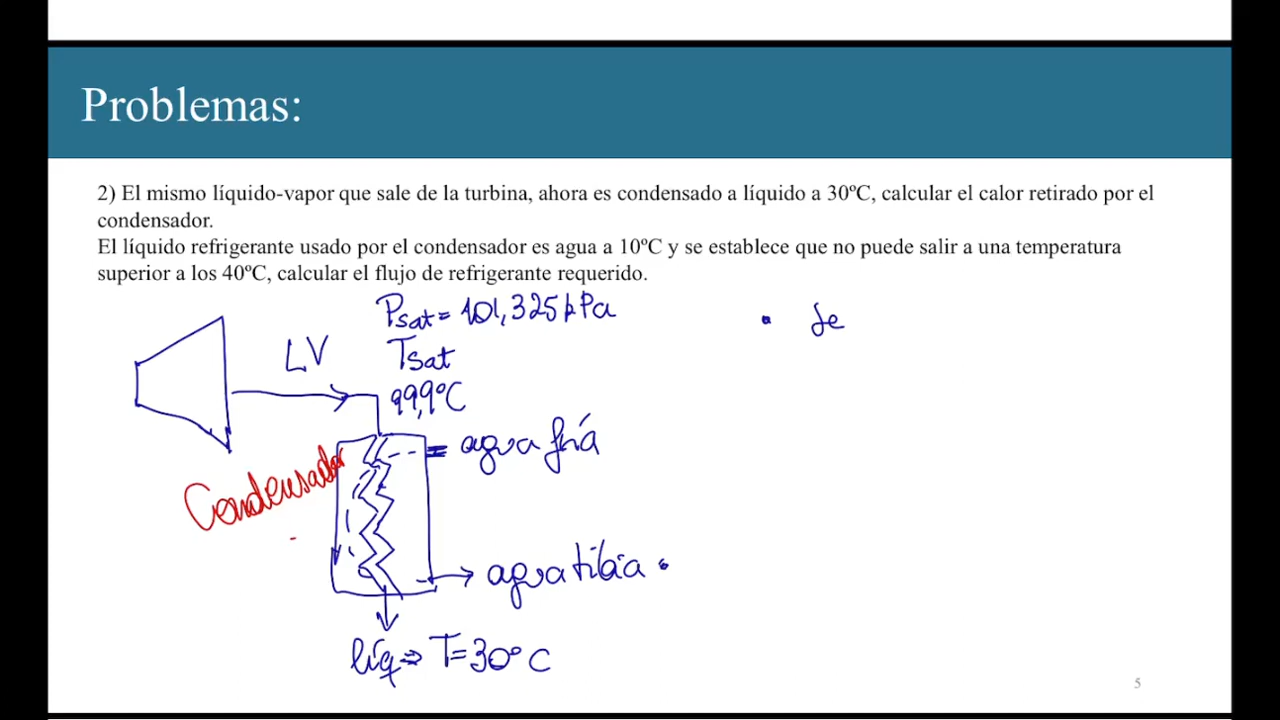 Problemas:
2) El mismo líquido-vapor que sale de la turbina, ahora es condensado a líquido a 30ºC, calcular el calor retirado por el
condensador.
El líquido refrigerante usado por el condensador es agua a 10ºC y se establece que no puede salir a una temperatura
superior a los 40ºC, calcular el flujo de refrigerante requerido.
Psat = 101,325 kPa
• Se
LV
Tsat
99,9°C
agua fría
Condensador
agua tibia •
líq => T=30°C
5